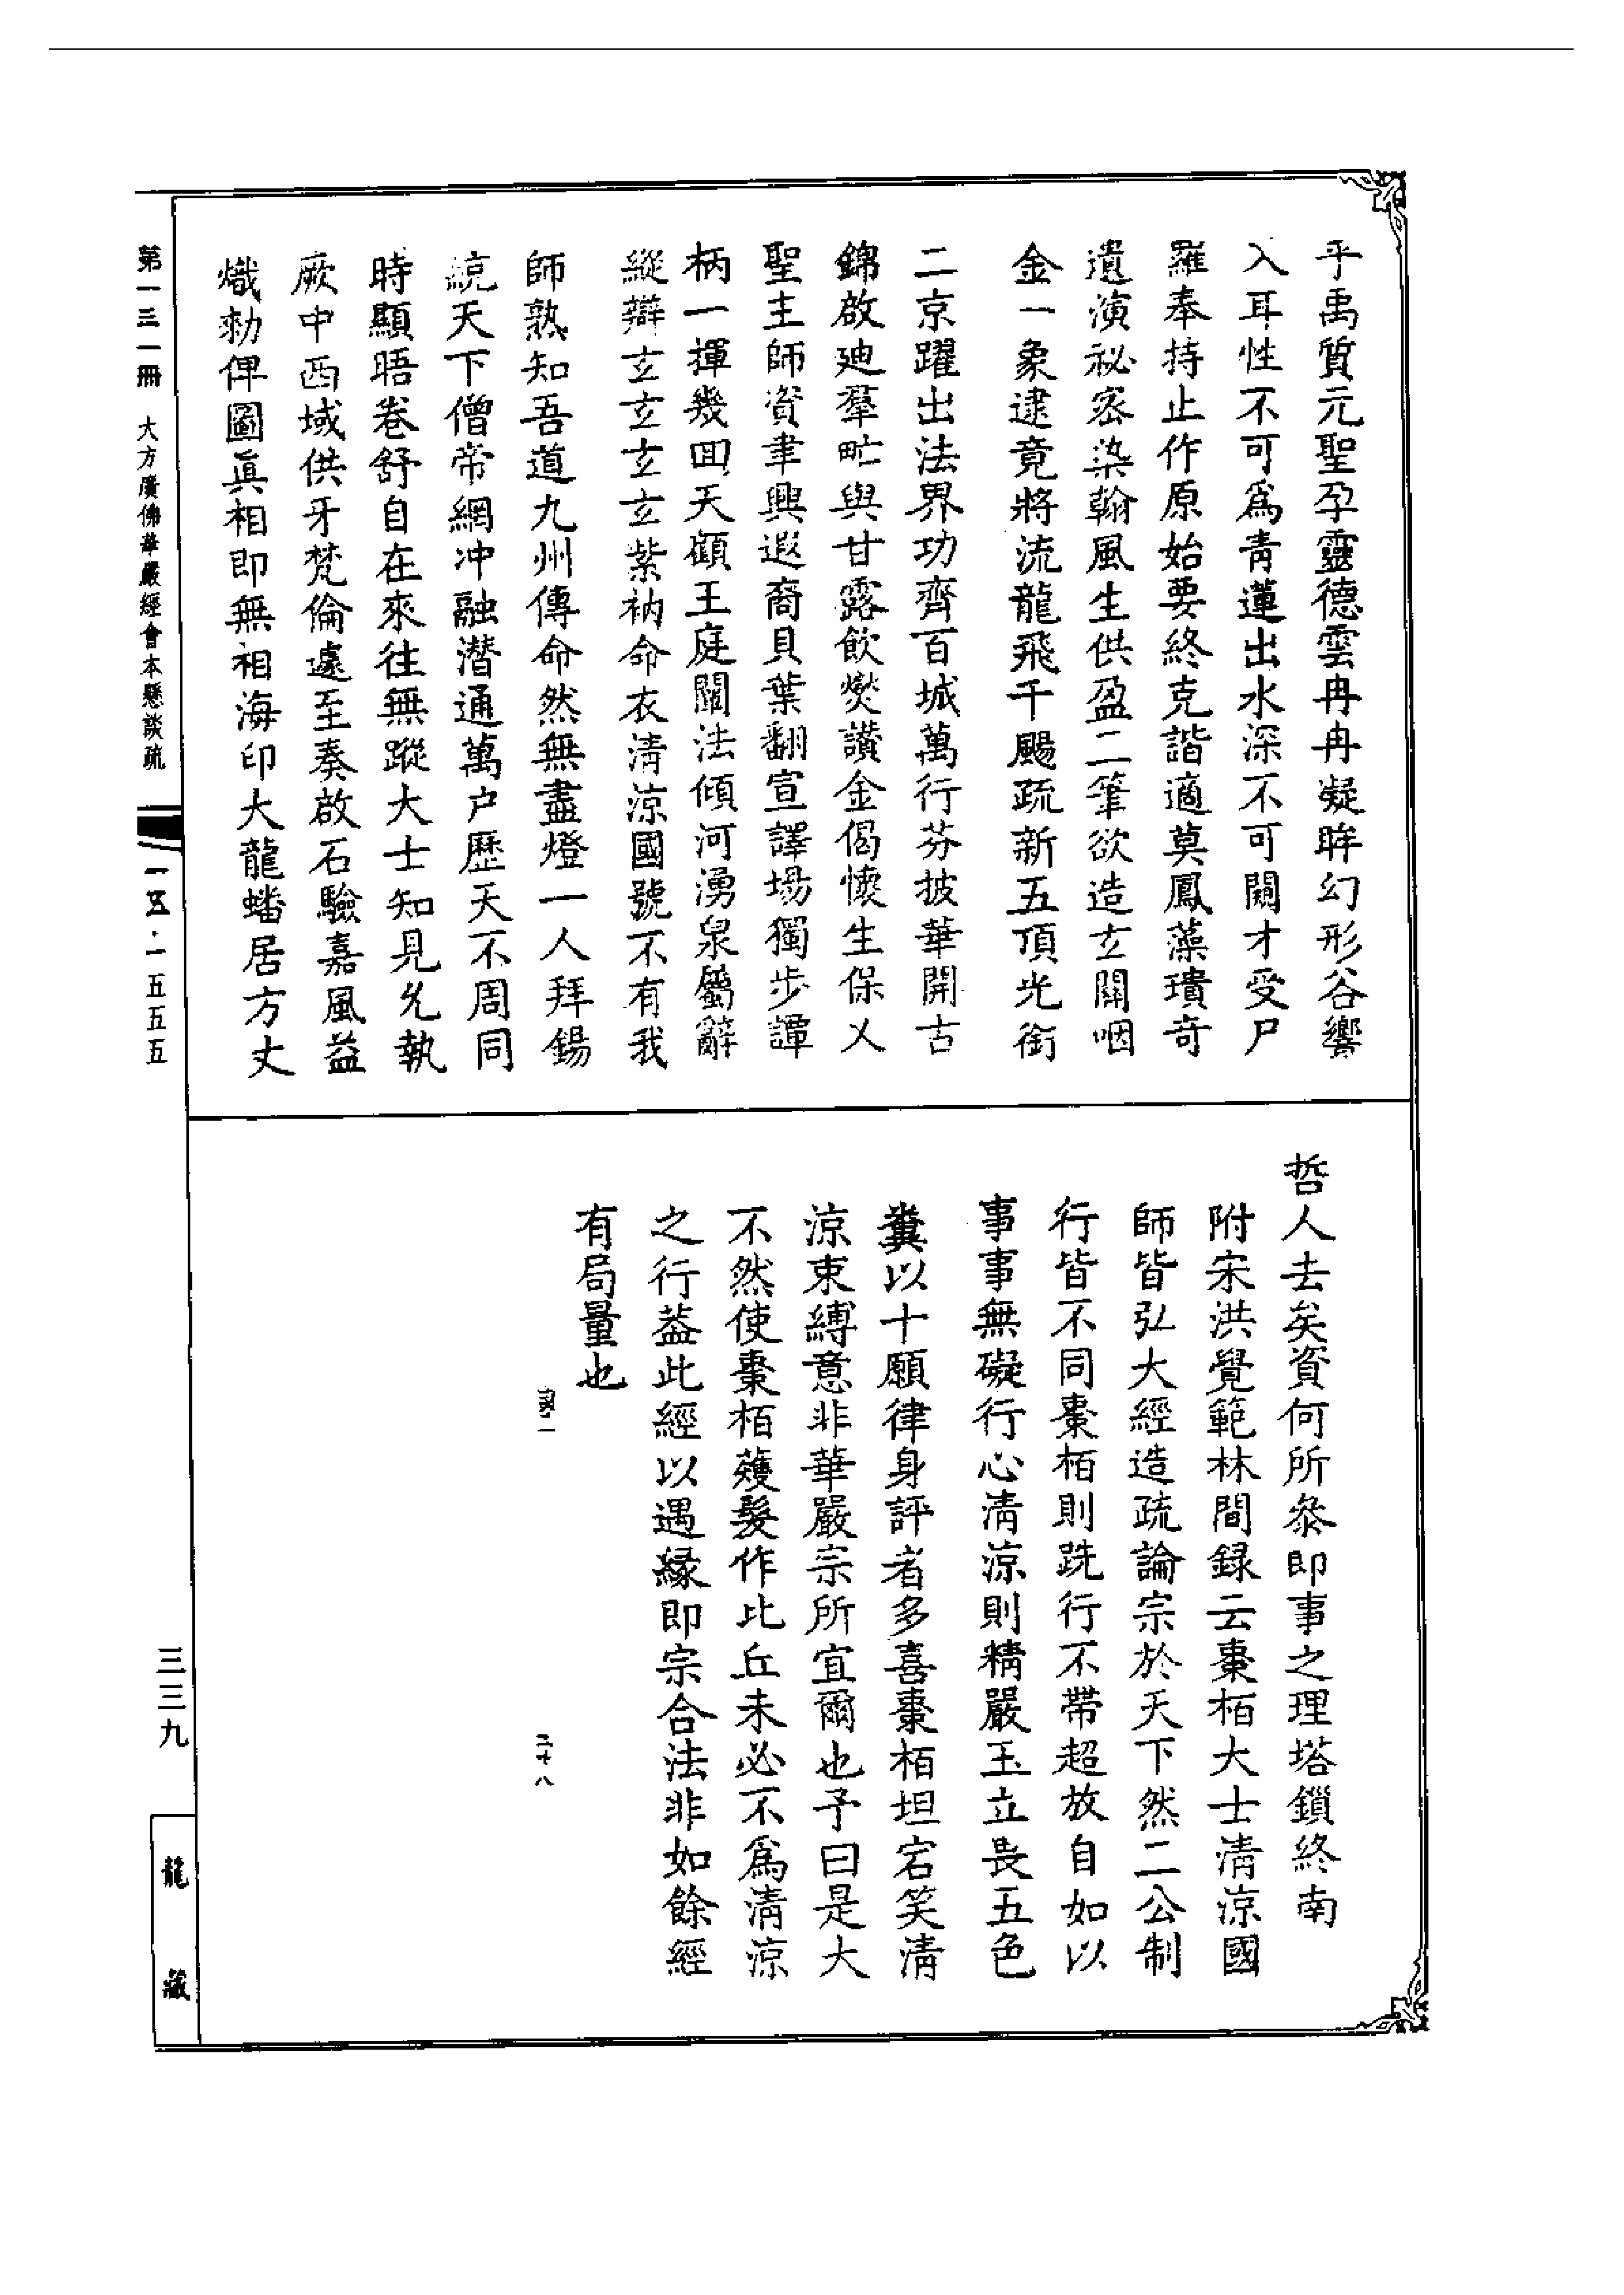 乎禹質元聖孕靈德雲冉冉凝眸幻形谷響
入耳性不可爲青蓮出水深不可闚才受尸
羅奉持止作原始要終克諧適莫鳳藻瓌奇
遺演祕密染翰風生供盈二筆欲造玄關咽
金一象逮竟將流龍飛千颺疏新五頂光銜
二京躍出法界功齊百城萬行芬披華開古
錦啟廸羣甿與甘露飲爕讚金偈懷生保乂
聖主師資聿興遐裔貝葉翻宣譯場獨步譚
柄一揮幾回天顧王庭闡法傾河湧泉屬辭
縱辯玄玄玄玄紫衲命衣清涼國號不有我
師孰知吾道九州傳命然無盡燈一人拜錫
統天下僧帝網冲融潜通萬户歷天不周同
時顯晤卷舒自在來往無蹤大士知見允執
厥中西域供牙梵倫遽至奏啟石驗嘉風益
熾勑俾圖眞相即無相海印大龍蟠居方丈
哲人去矣資何所叅即事之理塔鎖終南
附宋洪覺範林間録云棗栢大士清涼國
師皆弘大經造疏論宗於天下然二公制
行皆不同棗栢則跣行不帶超放自如以
事事無礙行心清涼則精嚴玉立畏五色
糞以十願律身評者多喜棗栢坦宕笑清
涼束縛意非華嚴宗所宜爾也予曰是大
不然使棗栢薙髮作比丘未必不爲清涼
之行葢此經以遇緣即宗合法非如餘經
有局量也
二十八
第一三一冊 大方廣佛華嚴經會本懸談疏
一五·一五五五
三三九
龍藏